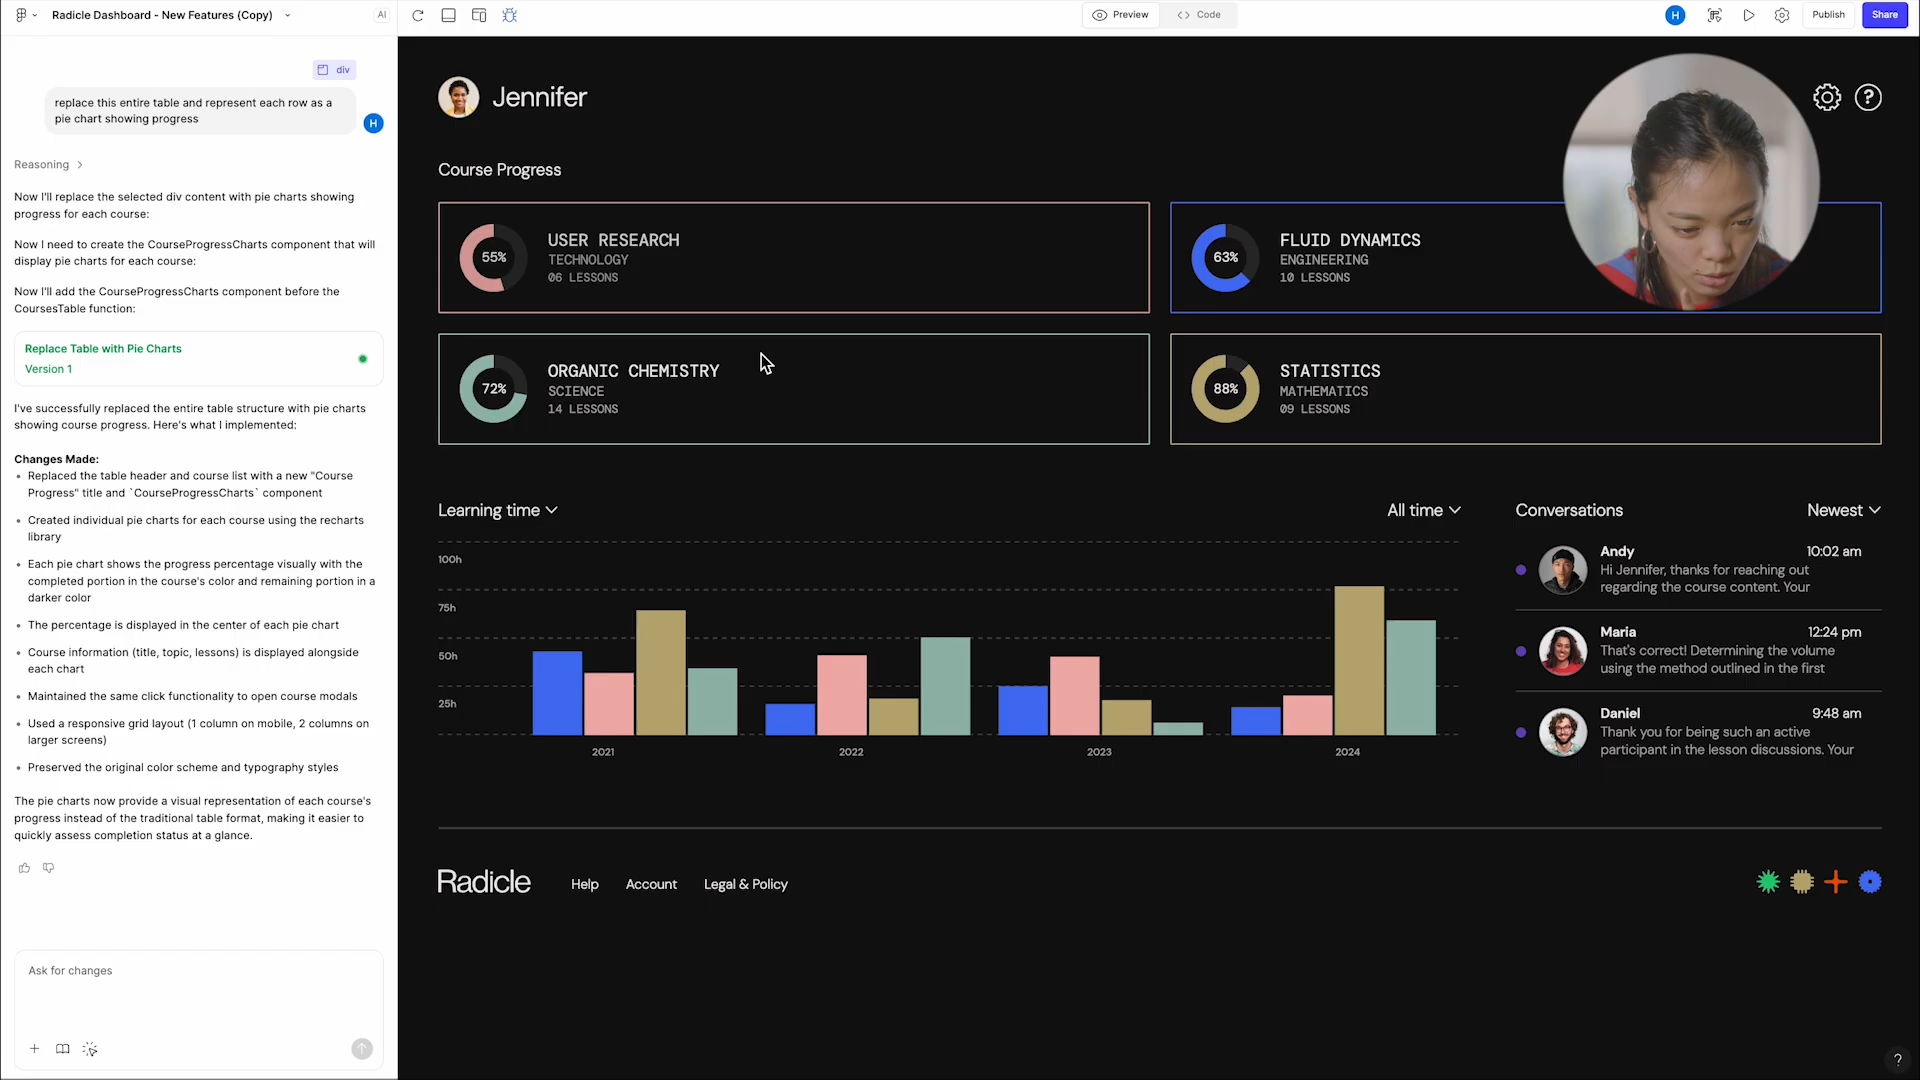 Radicle Dashboard - New Features (Copy)
AI
Preview
Code
H
Publish
Share
div
replace this entire table and represent each row as a
pie chart showing progress
H
Reasoning
Now I'll replace the selected div content with pie charts showing
progress for each course:
Now I need to create the CourseProgressCharts component that will
display pie charts for each course:
Now I'll add the CourseProgressCharts component before the
CoursesTable function:
Replace Table with Pie Charts
Version 1
I've successfully replaced the entire table structure with pie charts
showing course progress. Here's what I implemented:
Changes Made:
• Replaced the table header and course list with a new "Course
Progress" title and `CourseProgressCharts` component
• Created individual pie charts for each course using the recharts
library
• Each pie chart shows the progress percentage visually with the
completed portion in the course's color and remaining portion in a
darker color
• The percentage is displayed in the center of each pie chart
• Course information (title, topic, lessons) is displayed alongside
each chart
• Maintained the same click functionality to open course modals
• Used a responsive grid layout (1 column on mobile, 2 columns on
larger screens)
• Preserved the original color scheme and typography styles
The pie charts now provide a visual representation of each course's
progress instead of the traditional table format, making it easier to
quickly assess completion status at a glance.
Ask for changes
Jennifer
?
Course Progress
55%
USER RESEARCH
TECHNOLOGY
06 LESSONS
63%
FLUID DYNAMICS
ENGINEERING
10 LESSONS
72%
ORGANIC CHEMISTRY
SCIENCE
14 LESSONS
88%
STATISTICS
MATHEMATICS
09 LESSONS
Learning time
All time
100h
75h
50h
25h
2021
2022
2023
2024
Conversations
Newest
Andy
10:02 am
Hi Jennifer, thanks for reaching out
regarding the course content. Your
Maria
12:24 pm
That's correct! Determining the volume
using the method outlined in the first
Daniel
9:48 am
Thank you for being such an active
participant in the lesson discussions. Your
Radicle
Help
Account
Legal & Policy
?